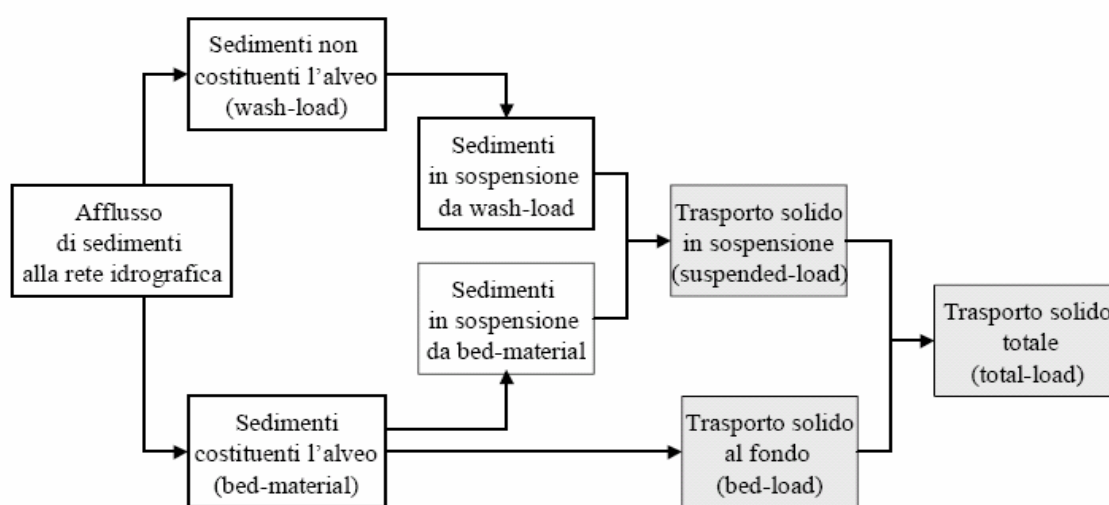 Sedimenti non
costituenti l'alveo
(wash-load)
Sedimenti
in sospensione
da wash-load
Afflusso
di sedimenti
alla rete idrografica
Trasporto solido
in sospensione
(suspended-load)
Sedimenti
in sospensione
da bed-material
Trasporto solido
totale
(total-load)
Sedimenti
costituenti l'alveo
(bed-material)
Trasporto solido
al fondo
(bed-load)